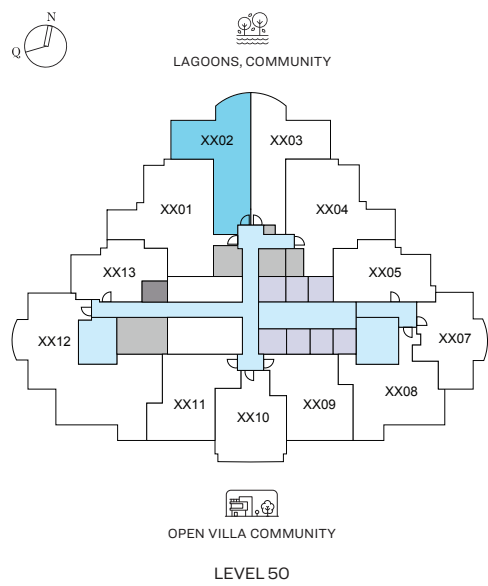 N
Q
LAGOONS, COMMUNITY
XX02
XX03
XX01
XX04
XX13
XX05
XX12
XX07
XX08
XX11
XX09
XX10
OPEN VILLA COMMUNITY
LEVEL 50